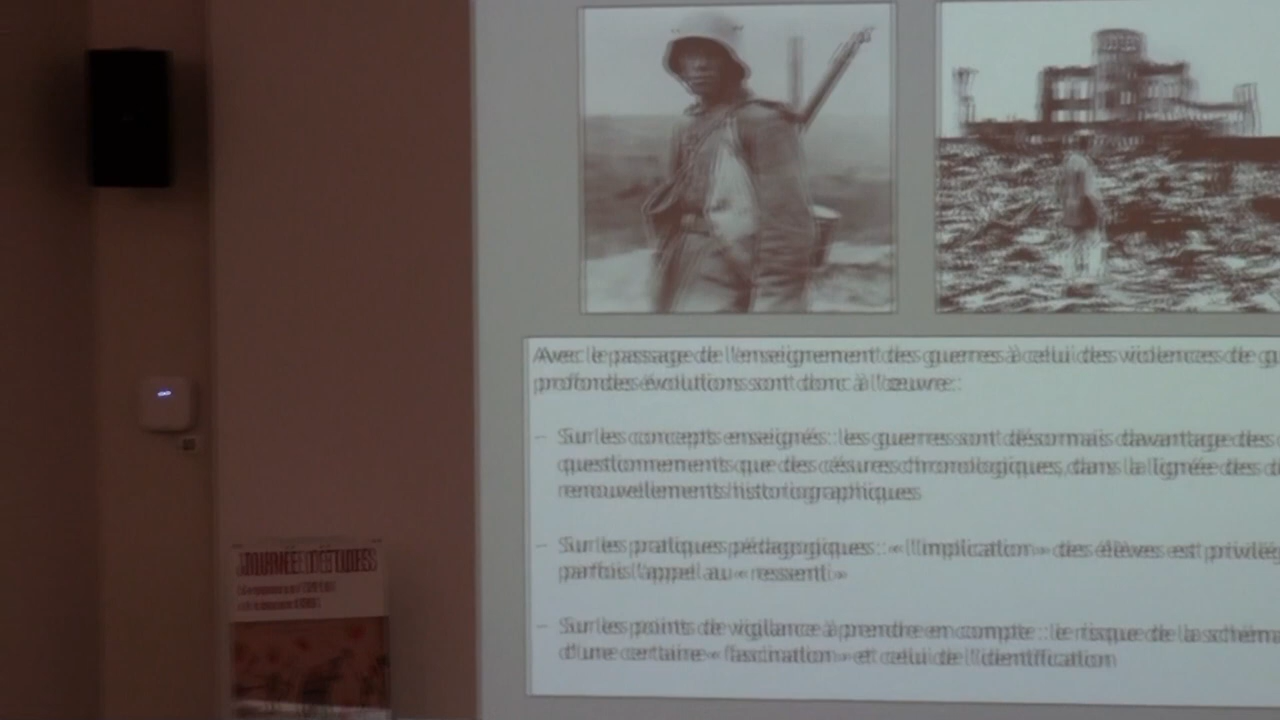 Avec le passage de l'enseignement des guerres à celui des violences de
profondes évolutions sont donc à l'œuvre :
– Sur les concepts enseignés : les guerres sont désormais davantage des
questionnements que des césures chronologiques, dans la lignée des
renouvellements historiographiques
– Sur les pratiques pédagogiques : « l'implication » des élèves est
parfois l'appel au « ressenti »
– Sur les points de vigilance à prendre en compte : le risque de la
d'une certaine « fascination » et celui de l'identification
JOURNÉE D'ÉTUDES